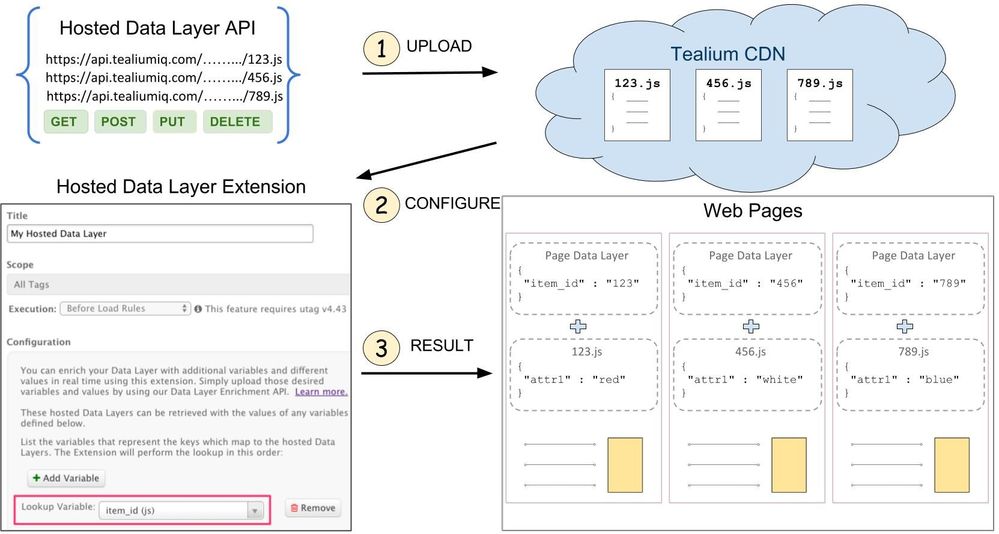 Hosted Data Layer API
https://api.tealiumiq.com/………/123.js
https://api.tealiumiq.com/………/456.js
https://api.tealiumiq.com/………/789.js
GET POST PUT DELETE
1 UPLOAD
Tealium CDN
123.js 456.js 789.js
{ { {
} } }
Hosted Data Layer Extension
2 CONFIGURE
Title
My Hosted Data Layer
Scope
All Tags
Execution: Before Load Rules This feature requires utag v4.43
Configuration
You can enrich your Data Layer with additional variables and different
values in real time using this extension. Simply upload those desired
variables and values by using our Data Layer Enrichment API. Learn more.
These hosted Data Layers can be retrieved with the values of any variables
defined below.
List the variables that represent the keys which map to the hosted Data
Layers. The Extension will perform the lookup in this order:
+ Add Variable
Lookup Variable: item_id (js) Remove
3 RESULT
Web Pages
Page Data Layer
{
"item_id" : "123"
}
123.js
{
"attr1" : "red"
}
Page Data Layer
{
"item_id" : "456"
}
456.js
{
"attr1" : "white"
}
Page Data Layer
{
"item_id" : "789"
}
789.js
{
"attr1" : "blue"
}